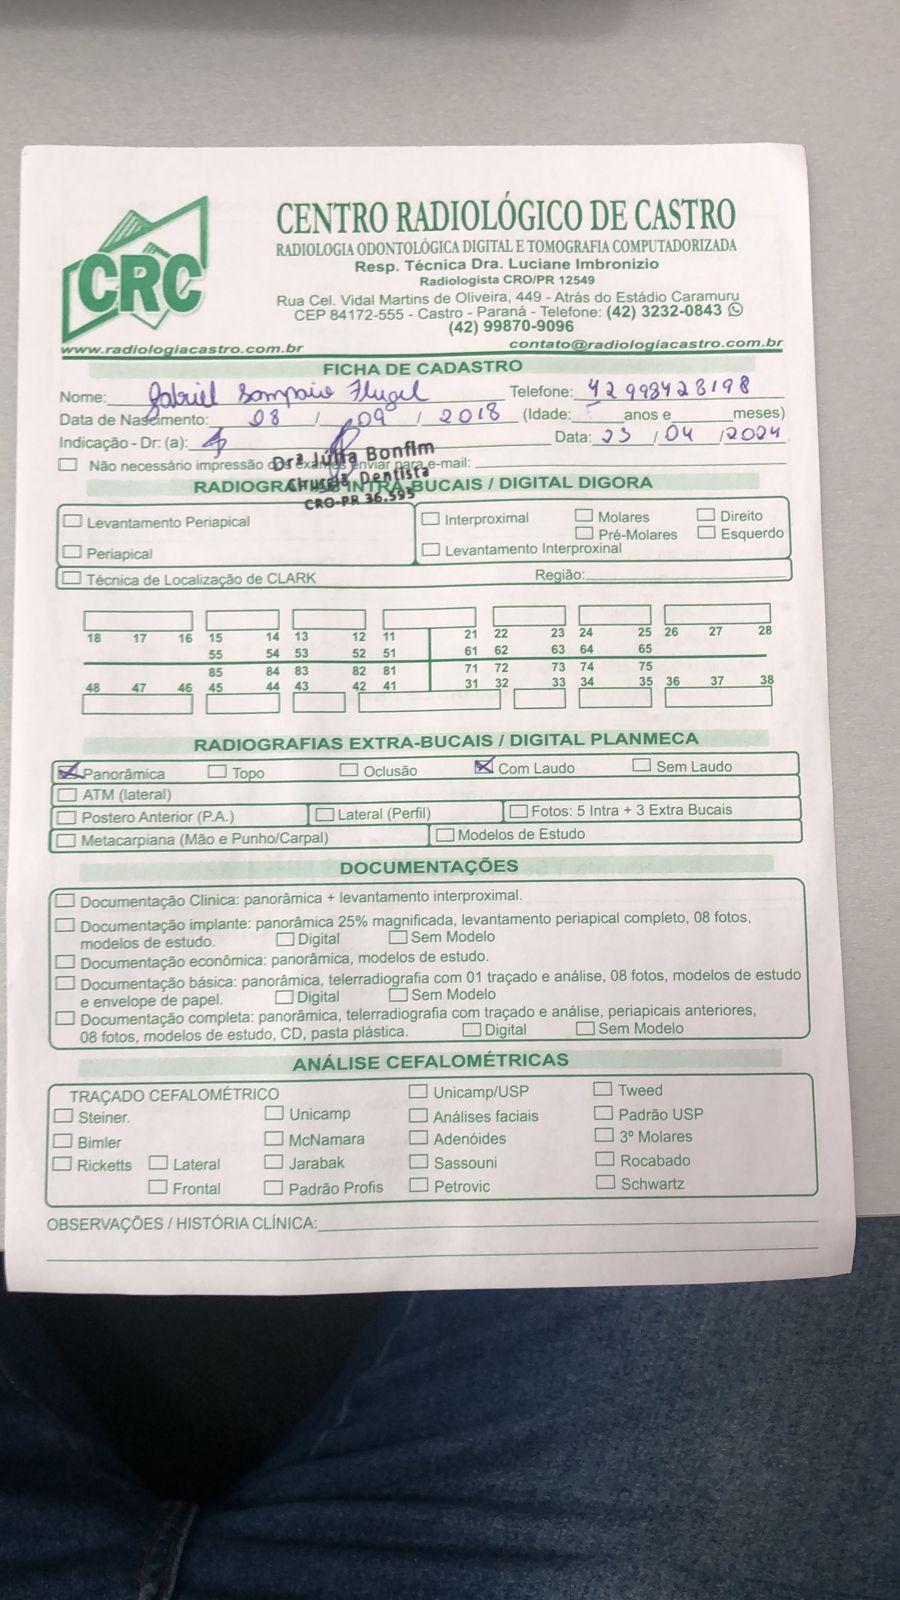 CRC
CENTRO RADIOLÓGICO DE CASTRO
RADIOLOGIA ODONTOLÓGICA DIGITAL E TOMOGRAFIA COMPUTADORIZADA
Resp. Técnica Dra. Luciane Imbronizio
Radiologista CRO/PR 12549
Rua Cel. Vidal Martins de Oliveira, 449 - Atrás do Estádio Caramuru
CEP 84172-555 - Castro - Paraná - Telefone: (42) 3232-0843
(42) 99870-9096
www.radiologiacastro.com.br contato@radiologiacastro.com.br
FICHA DE CADASTRO
Nome: Gabriel Sampaio Flugel Telefone: 42 998428198
Data de Nascimento: 08 / 09 / 2018 (Idade: anos e meses)
Indicação - Dr: (a): Data: 23 / 04 / 2024
Drª Júlia Bonfim
Não necessário impressão dos exames enviar para e-mail:
Cirurgiã Dentista
RADIOGRAFIAS INTRA-BUCAIS / DIGITAL DIGORA
CRO-PR 36.595
Levantamento Periapical Interproximal Molares Direito
Pré-Molares Esquerdo
Periapical Levantamento Interproxinal
Técnica de Localização de CLARK Região:
18 17 16 15 14 13 12 11 21 22 23 24 25 26 27 28
55 54 53 52 51 61 62 63 64 65
85 84 83 82 81 71 72 73 74 75
48 47 46 45 44 43 42 41 31 32 33 34 35 36 37 38
RADIOGRAFIAS EXTRA-BUCAIS / DIGITAL PLANMECA
X Panorâmica Topo Oclusão X Com Laudo Sem Laudo
ATM (lateral)
Postero Anterior (P.A.) Lateral (Perfil) Fotos: 5 Intra + 3 Extra Bucais
Metacarpiana (Mão e Punho/Carpal) Modelos de Estudo
DOCUMENTAÇÕES
Documentação Clinica: panorâmica + levantamento interproximal.
Documentação implante: panorâmica 25% magnificada, levantamento periapical completo, 08 fotos,
modelos de estudo. Digital Sem Modelo
Documentação econômica: panorâmica, modelos de estudo.
Documentação básica: panorâmica, telerradiografia com 01 traçado e análise, 08 fotos, modelos de estudo
e envelope de papel. Digital Sem Modelo
Documentação completa: panorâmica, telerradiografia com traçado e análise, periapicais anteriores,
08 fotos, modelos de estudo, CD, pasta plástica. Digital Sem Modelo
ANÁLISE CEFALOMÉTRICAS
TRAÇADO CEFALOMÉTRICO Unicamp/USP Tweed
Steiner. Unicamp Análises faciais Padrão USP
Bimler McNamara Adenóides 3º Molares
Ricketts Lateral Jarabak Sassouni Rocabado
Frontal Padrão Profis Petrovic Schwartz
OBSERVAÇÕES / HISTÓRIA CLÍNICA: